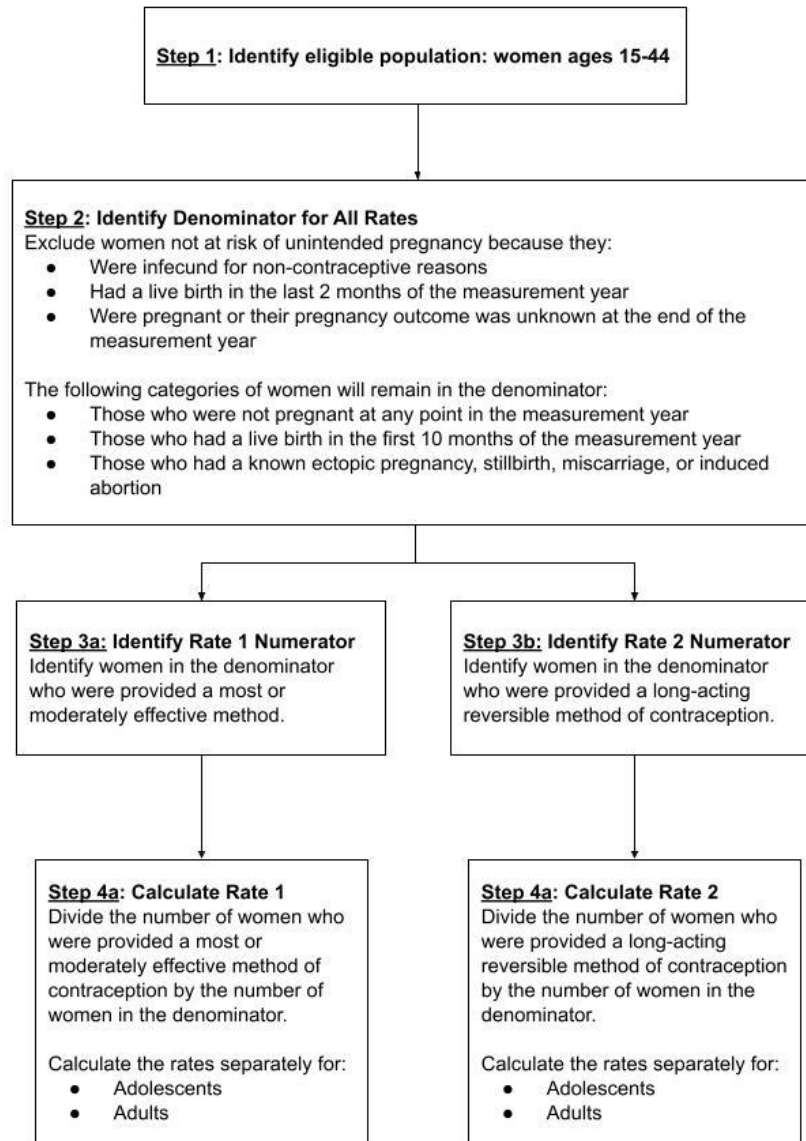 Step 1: Identify eligible population: women ages 15-44
Step 2: Identify Denominator for All Rates
Exclude women not at risk of unintended pregnancy because they:
● Were infecund for non-contraceptive reasons
● Had a live birth in the last 2 months of the measurement year
● Were pregnant or their pregnancy outcome was unknown at the end of the
measurement year
The following categories of women will remain in the denominator:
● Those who were not pregnant at any point in the measurement year
● Those who had a live birth in the first 10 months of the measurement year
● Those who had a known ectopic pregnancy, stillbirth, miscarriage, or induced
abortion
Step 3a: Identify Rate 1 Numerator
Identify women in the denominator
who were provided a most or
moderately effective method.
Step 3b: Identify Rate 2 Numerator
Identify women in the denominator
who were provided a long-acting
reversible method of contraception.
Step 4a: Calculate Rate 1
Divide the number of women who
were provided a most or
moderately effective method of
contraception by the number of
women in the denominator.
Calculate the rates separately for:
● Adolescents
● Adults
Step 4a: Calculate Rate 2
Divide the number of women who
were provided a long-acting
reversible method of contraception
by the number of women in the
denominator.
Calculate the rates separately for:
● Adolescents
● Adults